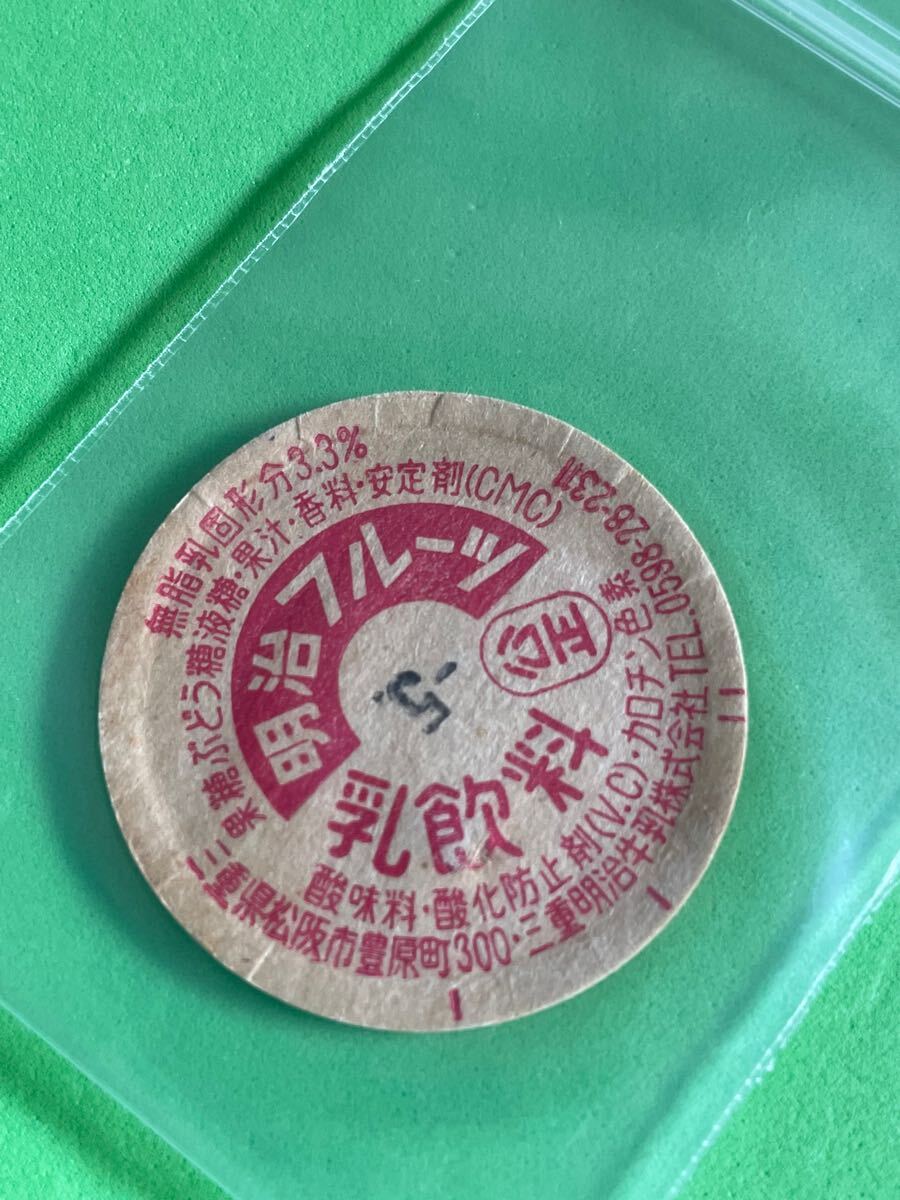 無脂乳固形分3.3%
果糖ぶどう糖液糖・果汁・香料・安定剤(CMC)
明治フルーツ
公正
乳飲料
酸味料・酸化防止剤(V.C)・カロチン色素
三重県松阪市豊原町300・三重明治牛乳株式会社 TEL.0598-28-23